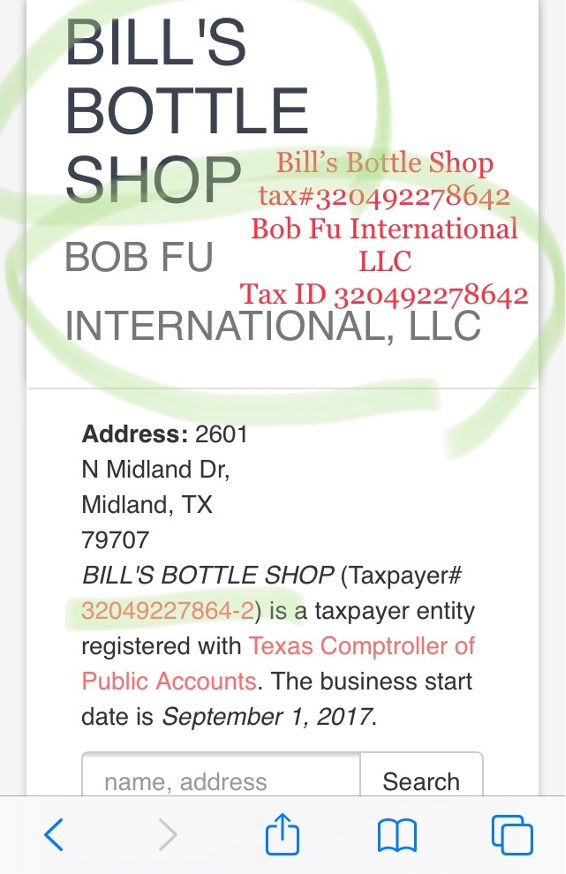 BILL'S
BOTTLE
SHOP
Bill's Bottle Shop
tax#320492278642
Bob Fu International
LLC
Tax ID 320492278642
BOB FU
INTERNATIONAL, LLC
Address: 2601
N Midland Dr,
Midland, TX
79707
BILL'S BOTTLE SHOP (Taxpayer#
32049227864-2) is a taxpayer entity
registered with Texas Comptroller of
Public Accounts. The business start
date is September 1, 2017.
name, address
Search